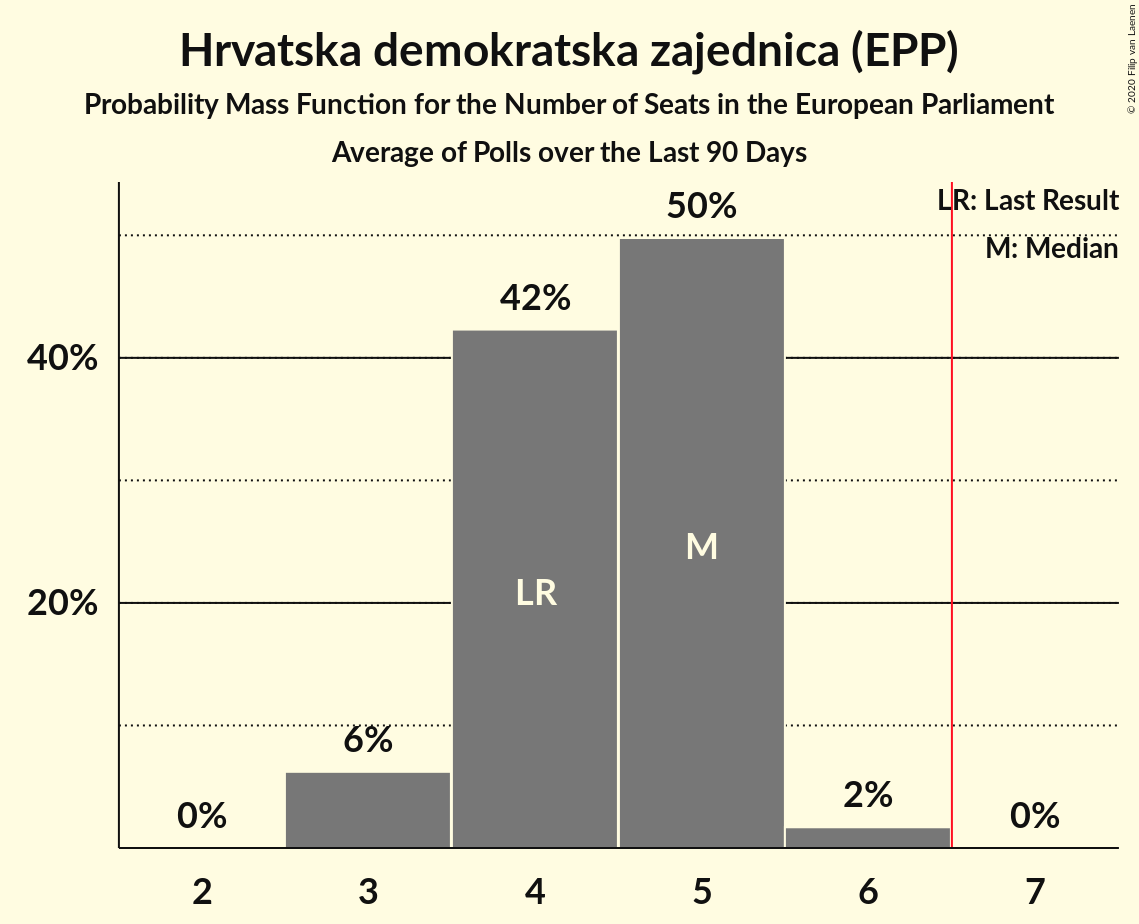 Hrvatska demokratska zajednica (EPP)
Probability Mass Function for the Number of Seats in the European Parliament
Average of Polls over the Last 90 Days
© 2020 Filip van Laenen
LR: Last Result
M: Median
50%
42%
40%
M
LR
20%
6%
2%
0%
0%
2
3
4
5
6
7